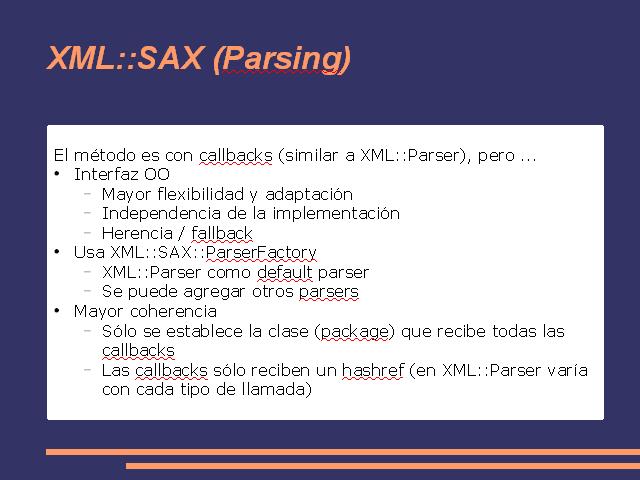 XML::SAX (Parsing)
El método es con callbacks (similar a XML::Parser), pero ...
• Interfaz OO
– Mayor flexibilidad y adaptación
– Independencia de la implementación
– Herencia / fallback
• Usa XML::SAX::ParserFactory
– XML::Parser como default parser
– Se puede agregar otros parsers
• Mayor coherencia
– Sólo se establece la clase (package) que recibe todas las
callbacks
– Las callbacks sólo reciben un hashref (en XML::Parser varía
con cada tipo de llamada)